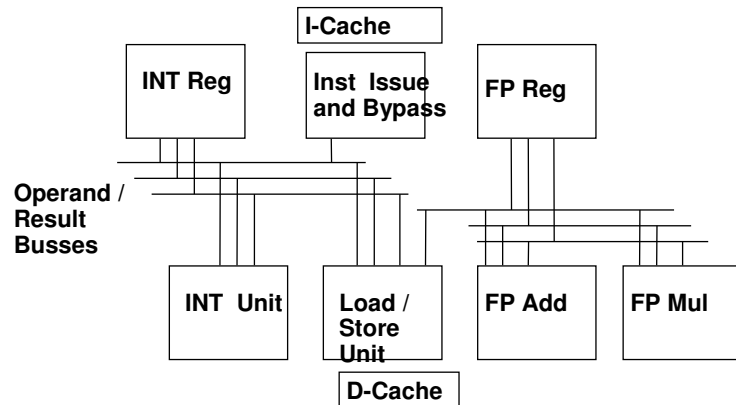 I-Cache
INT Reg
Inst Issue
and Bypass
FP Reg
Operand /
Result
Busses
INT Unit
Load /
Store
Unit
FP Add
FP Mul
D-Cache